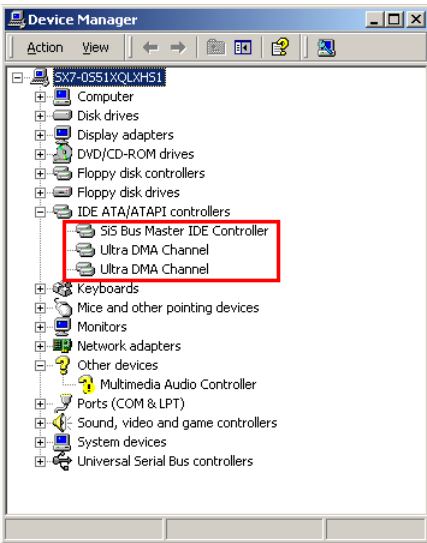 Device Manager
Action View
SX7-0S51XQLXHS1
Computer
Disk drives
Display adapters
DVD/CD-ROM drives
Floppy disk controllers
Floppy disk drives
IDE ATA/ATAPI controllers
SiS Bus Master IDE Controller
Ultra DMA Channel
Ultra DMA Channel
Keyboards
Mice and other pointing devices
Monitors
Network adapters
Other devices
Multimedia Audio Controller
Ports (COM & LPT)
Sound, video and game controllers
System devices
Universal Serial Bus controllers